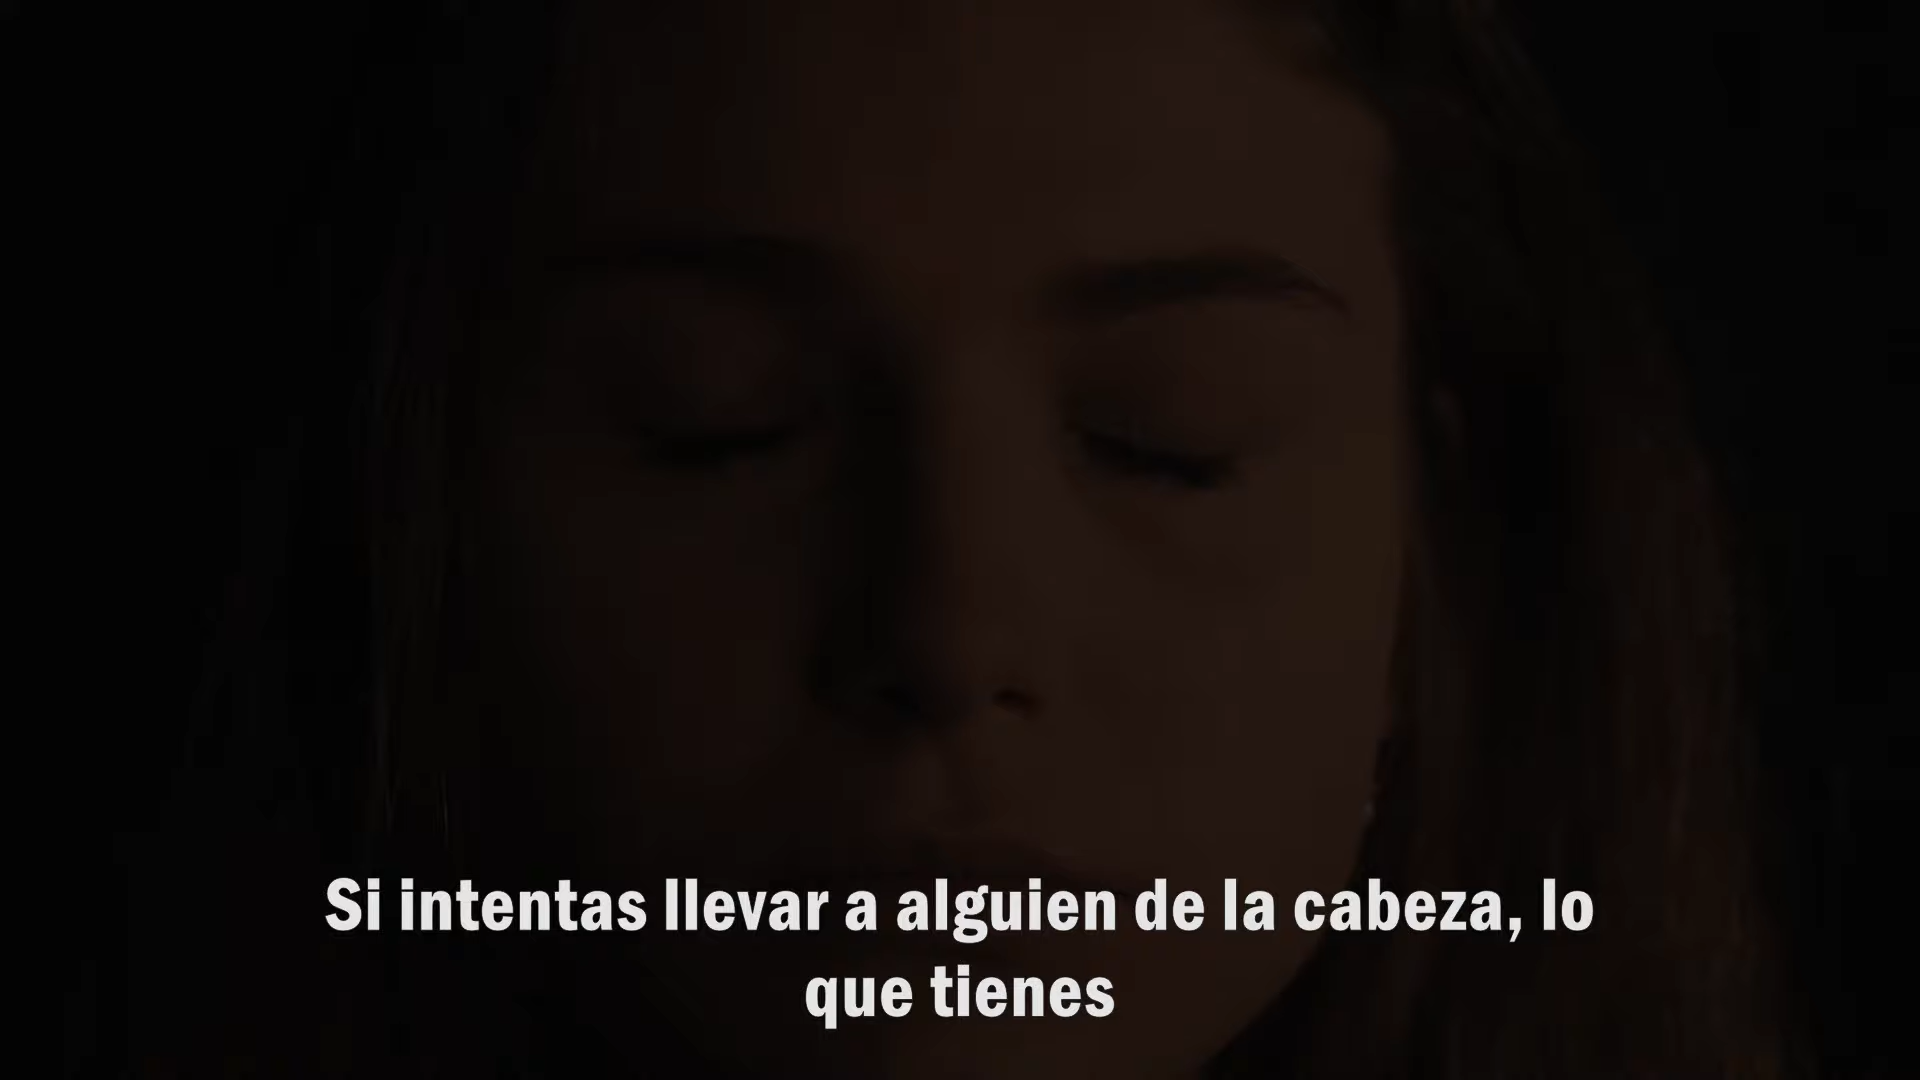 Si intentas llevar a alguien de la cabeza, lo
que tienes